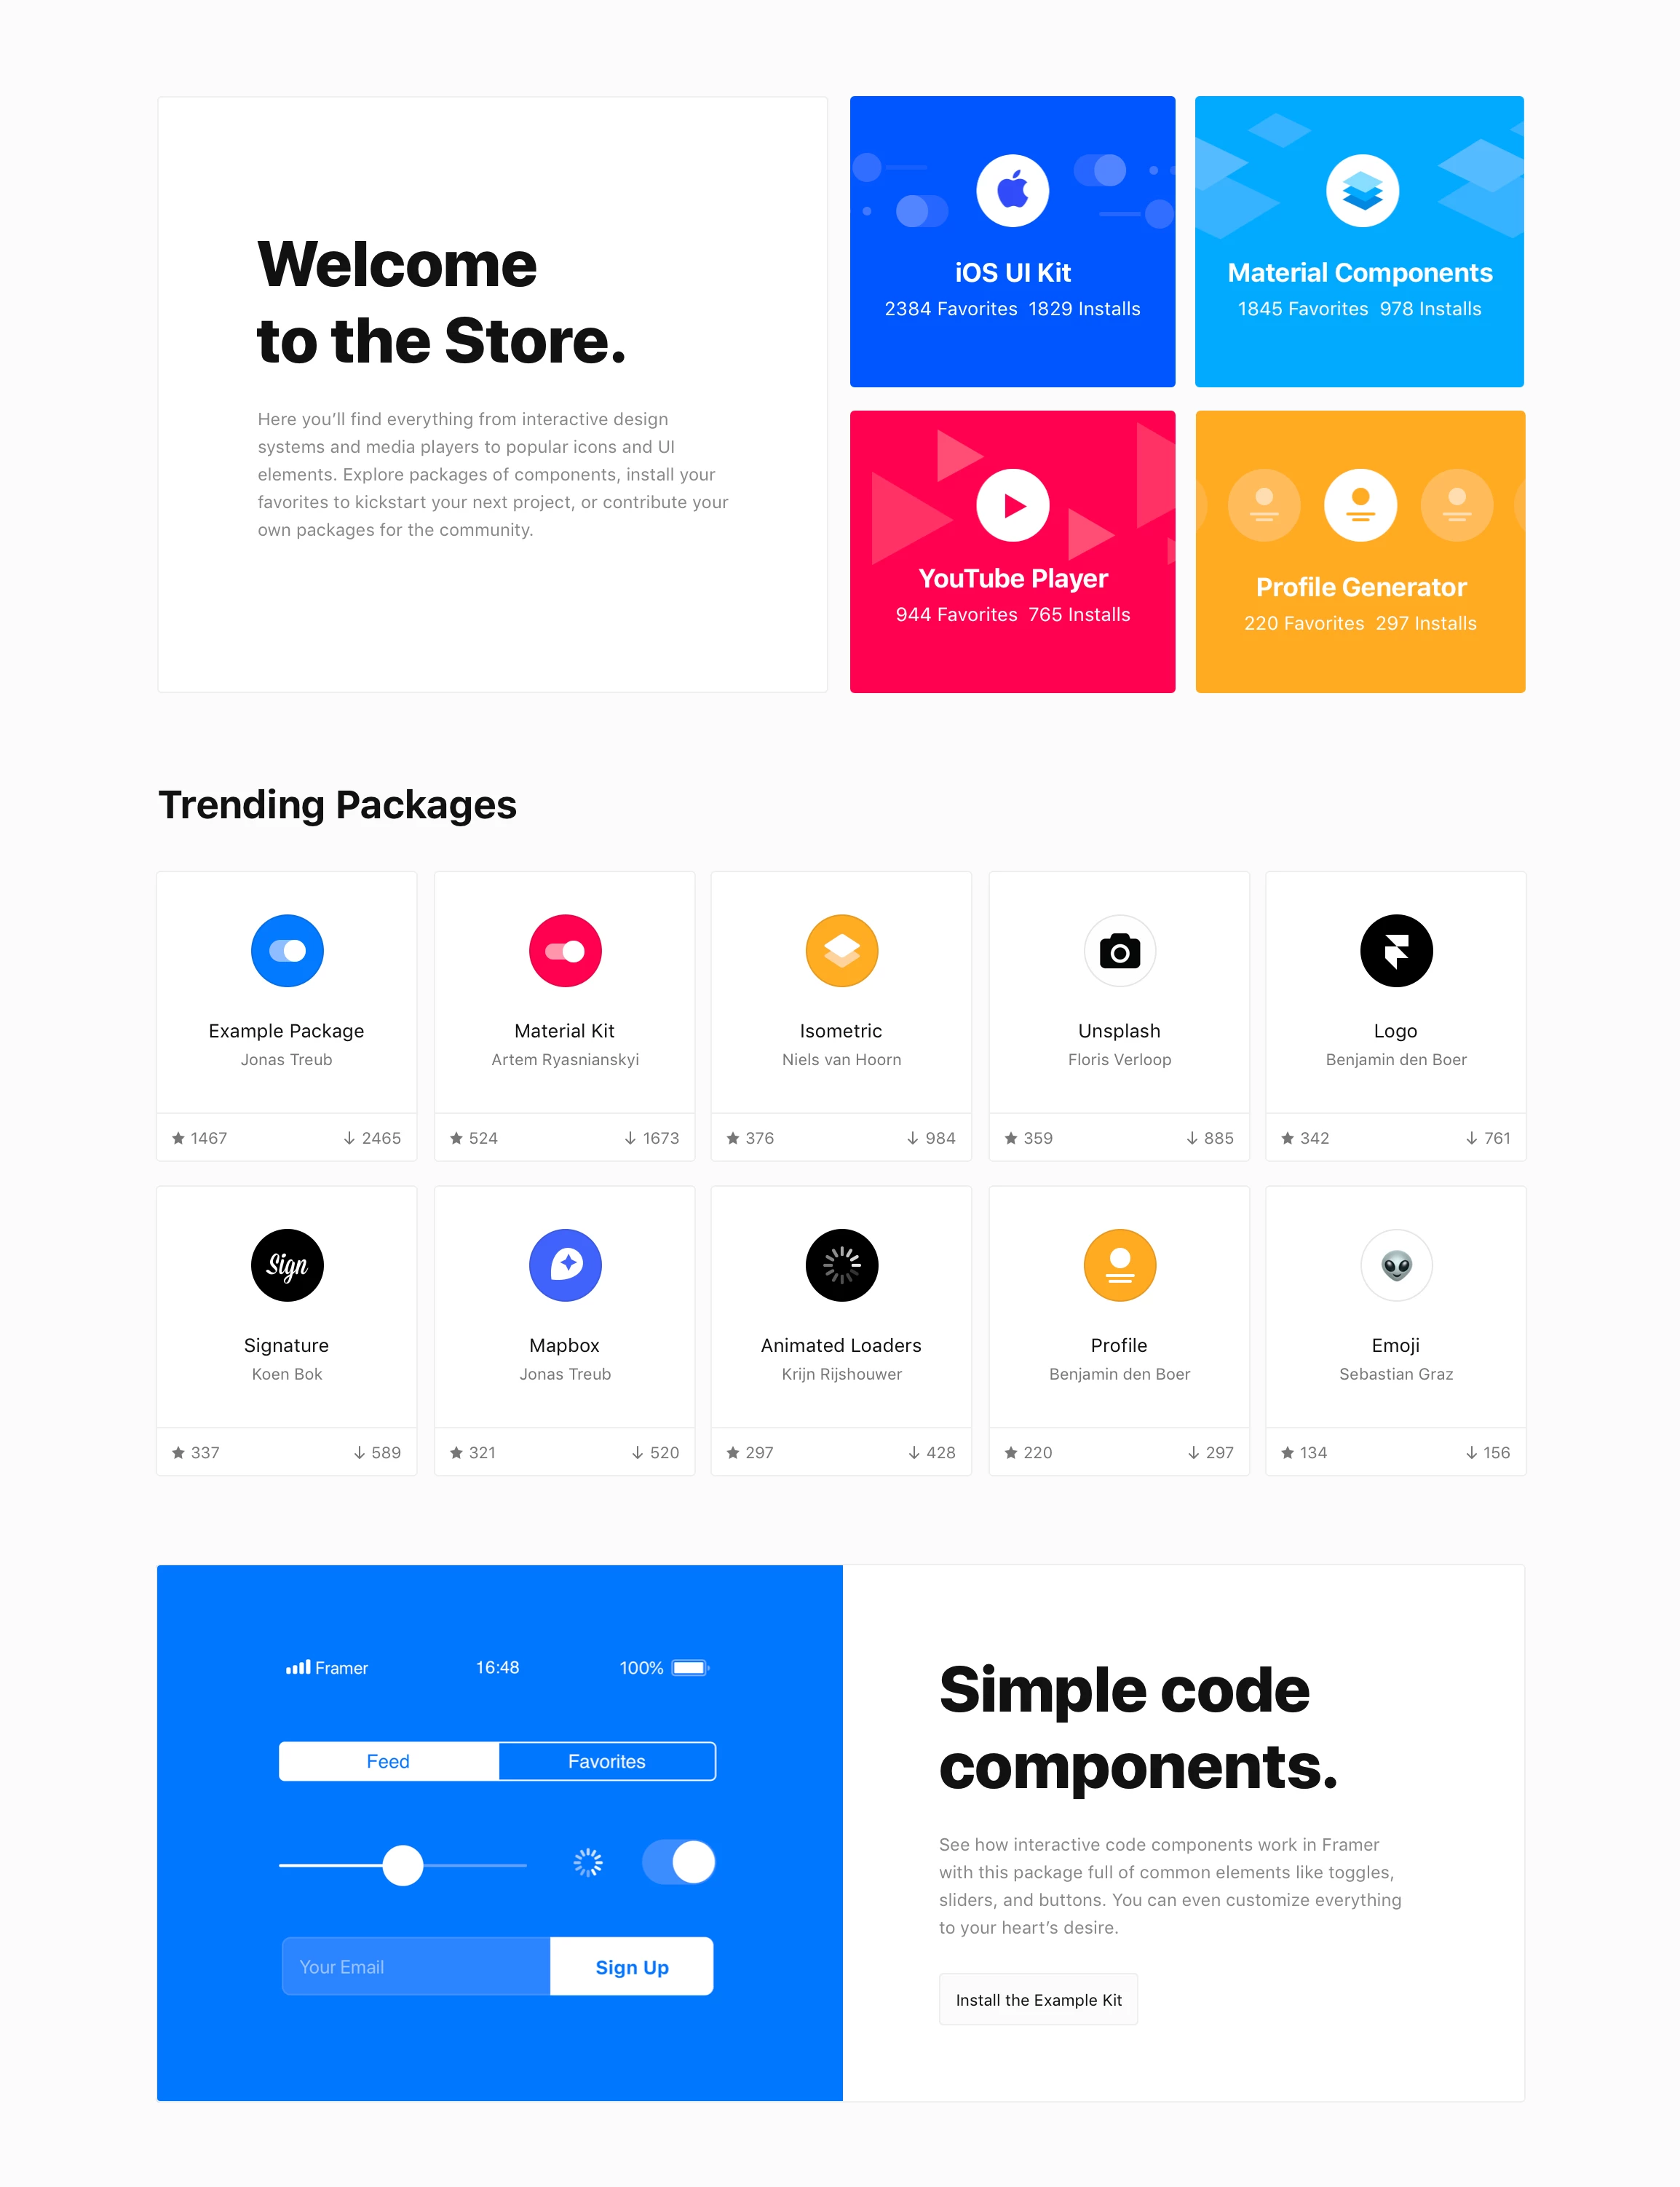 Welcome
to the Store.
Here you’ll find everything from interactive design
systems and media players to popular icons and UI
elements. Explore packages of components, install your
favorites to kickstart your next project, or contribute your
own packages for the community.
iOS UI Kit
2384 Favorites 1829 Installs
Material Components
1845 Favorites 978 Installs
YouTube Player
944 Favorites 765 Installs
Profile Generator
220 Favorites 297 Installs
Trending Packages
Example Package
Jonas Treub
1467 2465
Material Kit
Artem Ryasnianskyi
524 1673
Isometric
Niels van Hoorn
376 984
Unsplash
Floris Verloop
359 885
Logo
Benjamin den Boer
342 761
Sign
Signature
Koen Bok
337 589
Mapbox
Jonas Treub
321 520
Animated Loaders
Krijn Rijshouwer
297 428
Profile
Benjamin den Boer
220 297
Emoji
Sebastian Graz
134 156
Framer 16:48 100%
Feed Favorites
Your Email Sign Up
Simple code
components.
See how interactive code components work in Framer
with this package full of common elements like toggles,
sliders, and buttons. You can even customize everything
to your heart’s desire.
Install the Example Kit